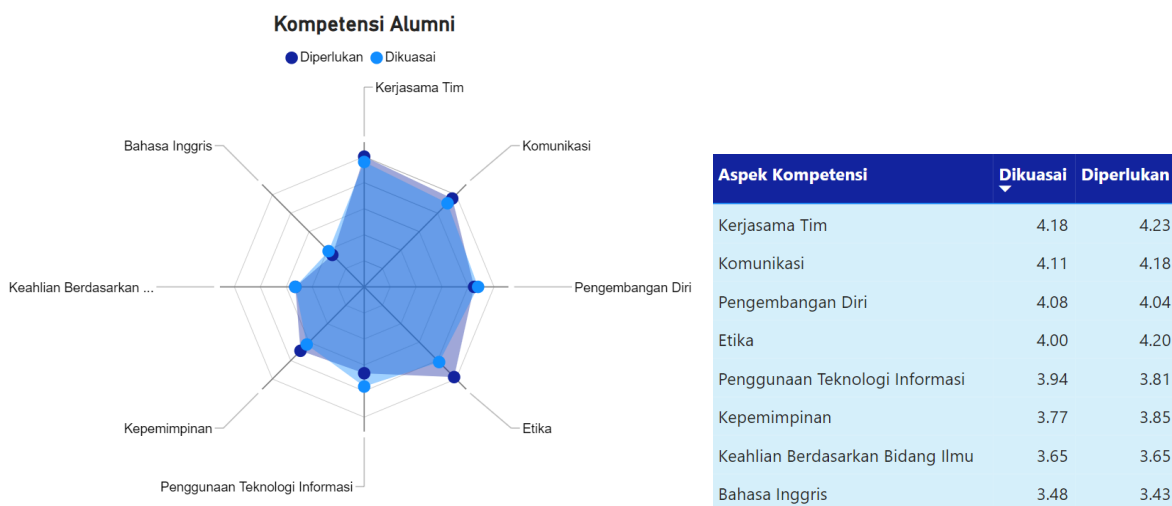 Kompetensi Alumni
Diperlukan Dikuasai
Kerjasama Tim
Bahasa Inggris
Komunikasi
Keahlian Berdasarkan ...
Pengembangan Diri
Kepemimpinan
Etika
Penggunaan Teknologi Informasi
Aspek Kompetensi Dikuasai Diperlukan
Kerjasama Tim 4.18 4.23
Komunikasi 4.11 4.18
Pengembangan Diri 4.08 4.04
Etika 4.00 4.20
Penggunaan Teknologi Informasi 3.94 3.81
Kepemimpinan 3.77 3.85
Keahlian Berdasarkan Bidang Ilmu 3.65 3.65
Bahasa Inggris 3.48 3.43